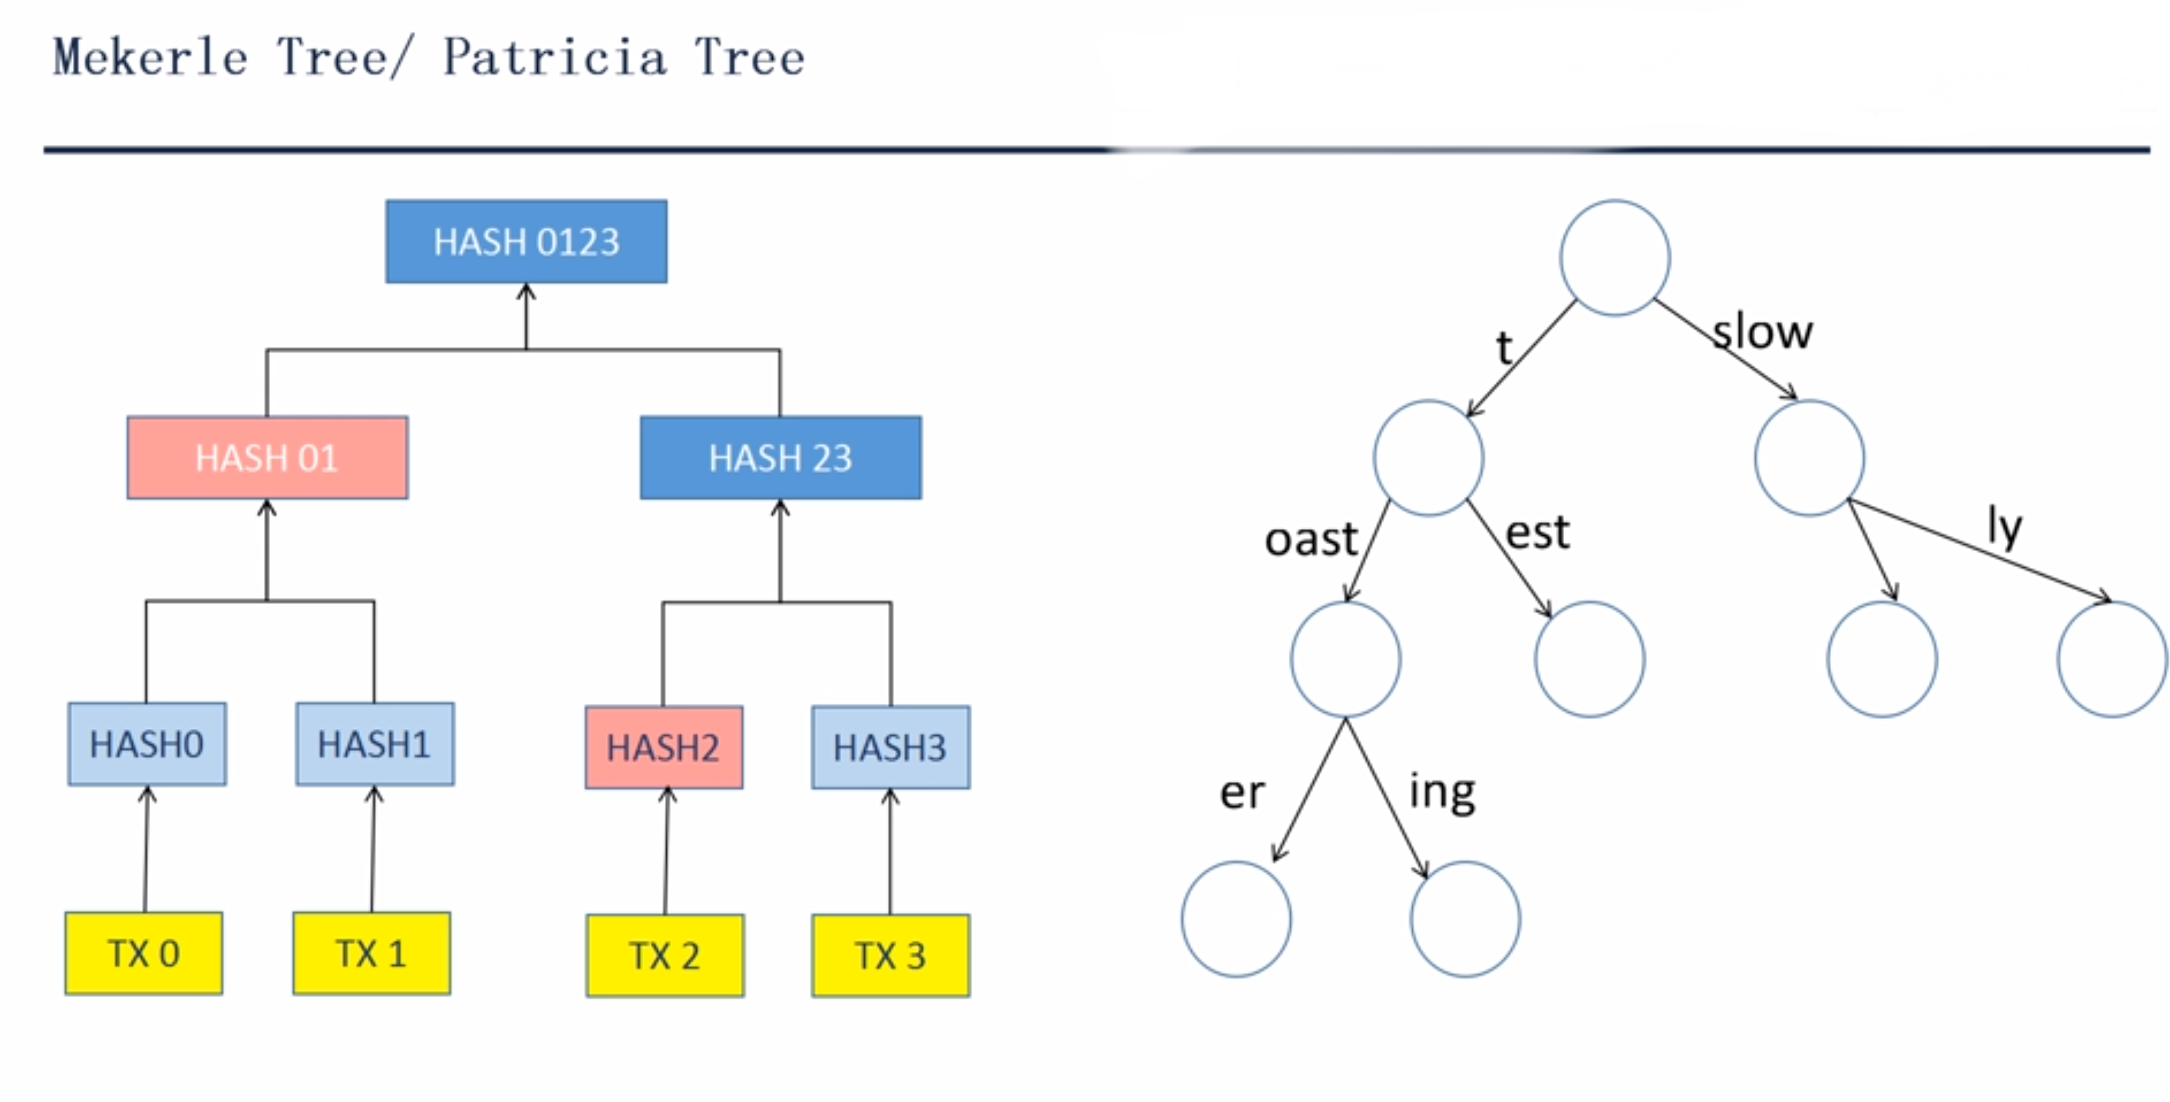 Mekerle Tree/ Patricia Tree
HASH 0123
HASH 01
HASH 23
HASH0
HASH1
HASH2
HASH3
TX 0
TX 1
TX 2
TX 3
t
slow
oast
est
ly
er
ing